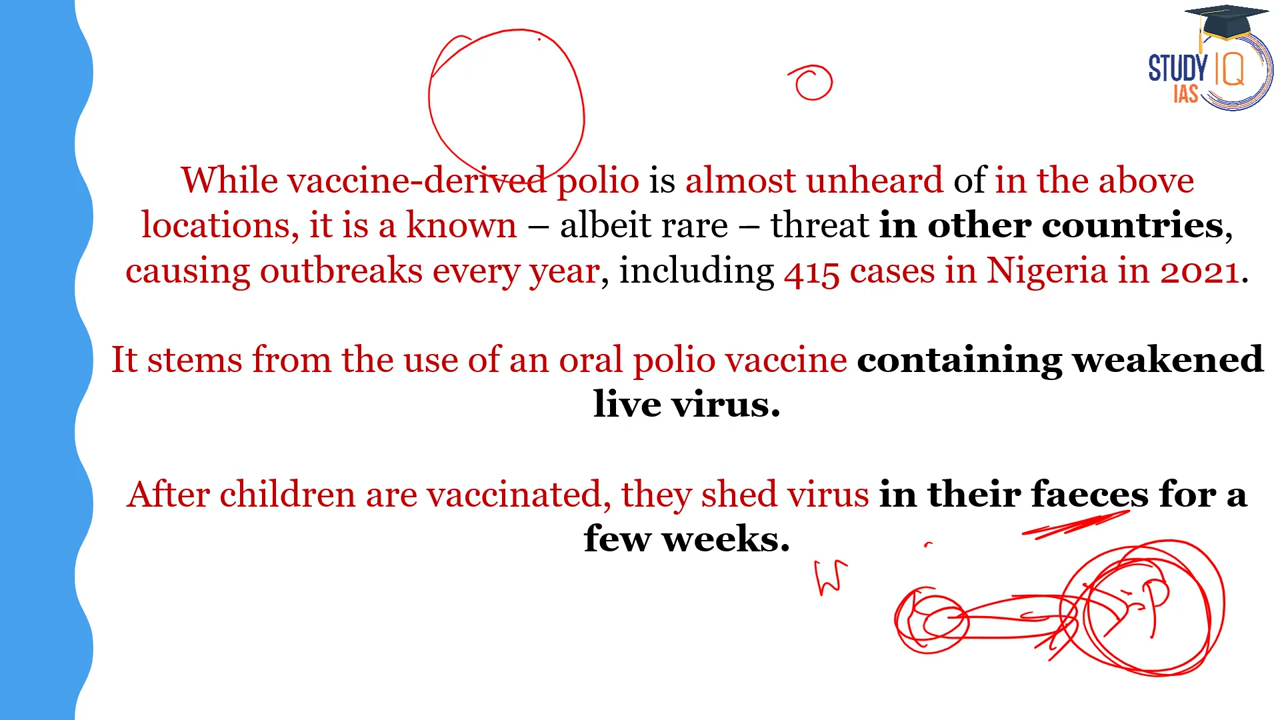 STUDY IQ
IAS
While vaccine-derived polio is almost unheard of in the above
locations, it is a known – albeit rare – threat in other countries,
causing outbreaks every year, including 415 cases in Nigeria in 2021.
It stems from the use of an oral polio vaccine containing weakened
live virus.
After children are vaccinated, they shed virus in their faeces for a
few weeks.
W